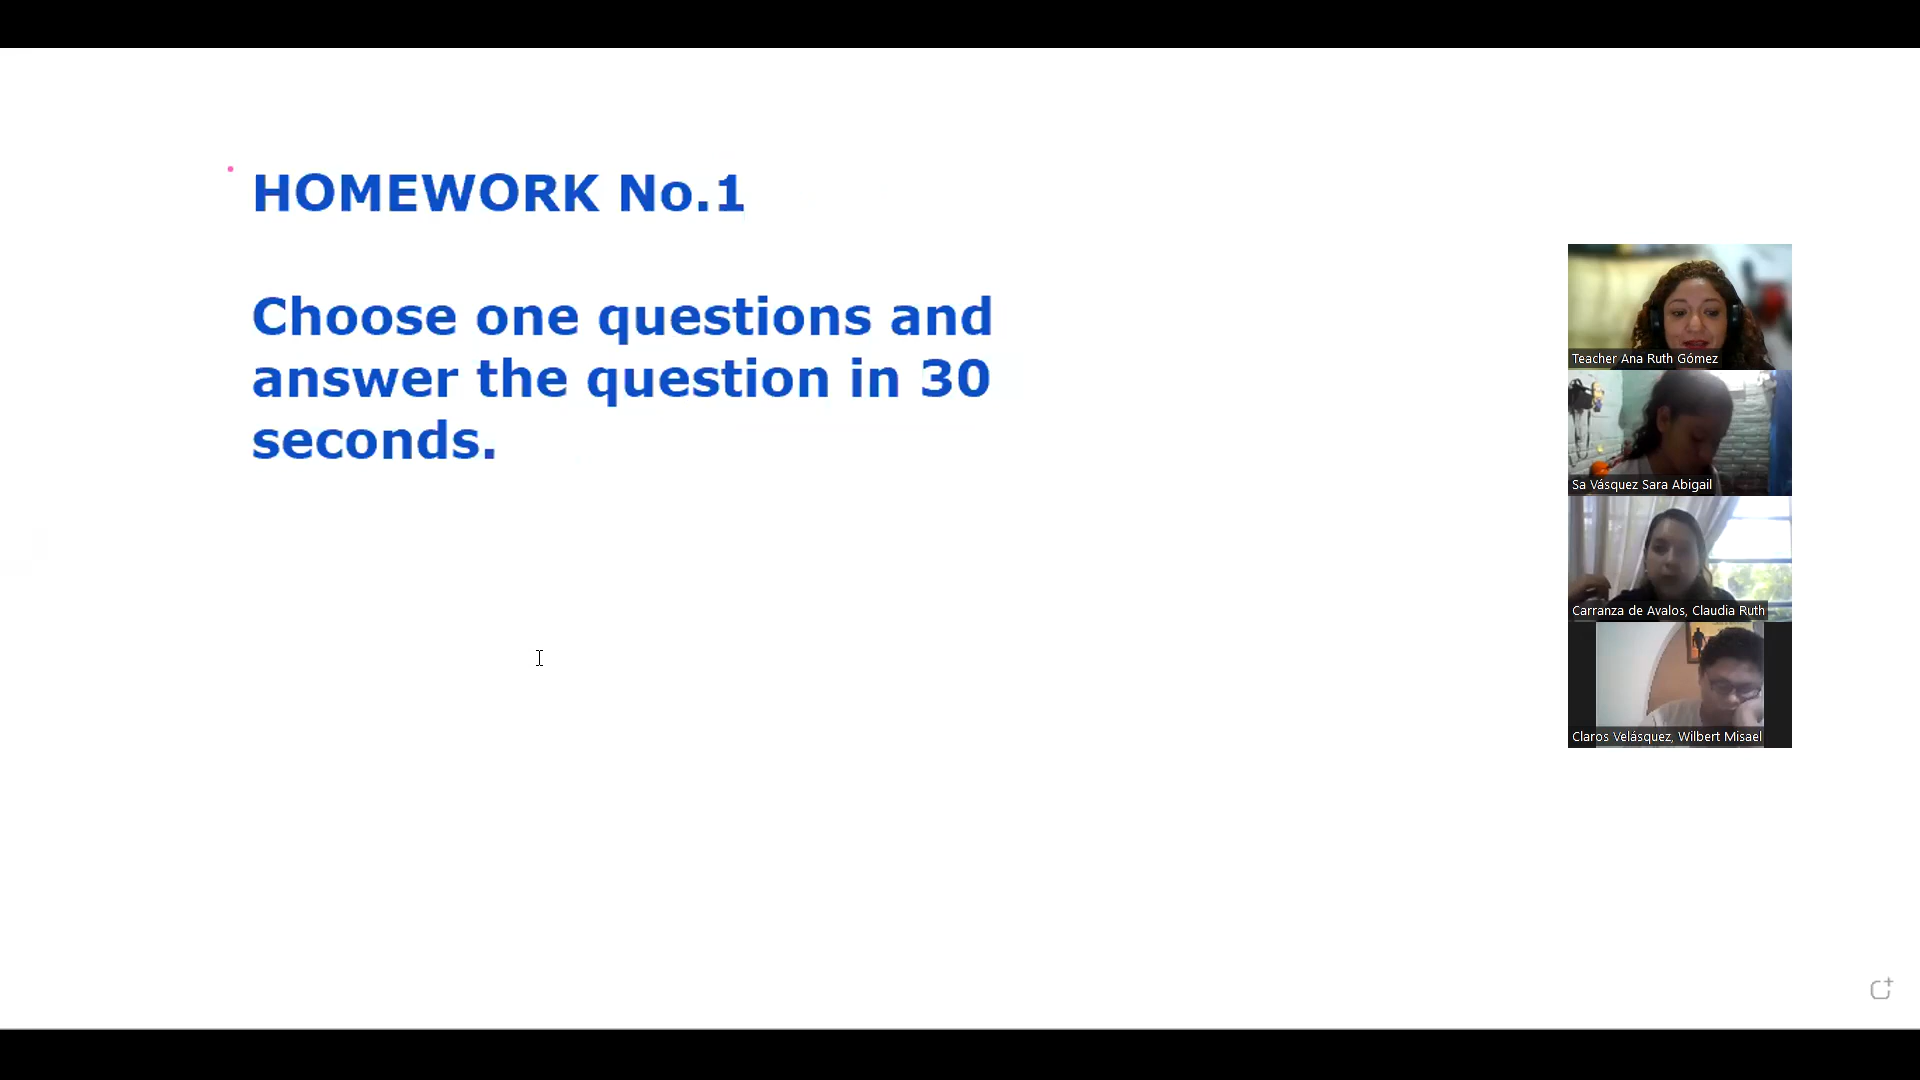 HOMEWORK No.1
Choose one questions and
answer the question in 30
seconds.
Teacher Ana Ruth Gómez
Sa Vásquez Sara Abigail
Carranza de Avalos, Claudia Ruth
Claros Velásquez, Wilbert Misael